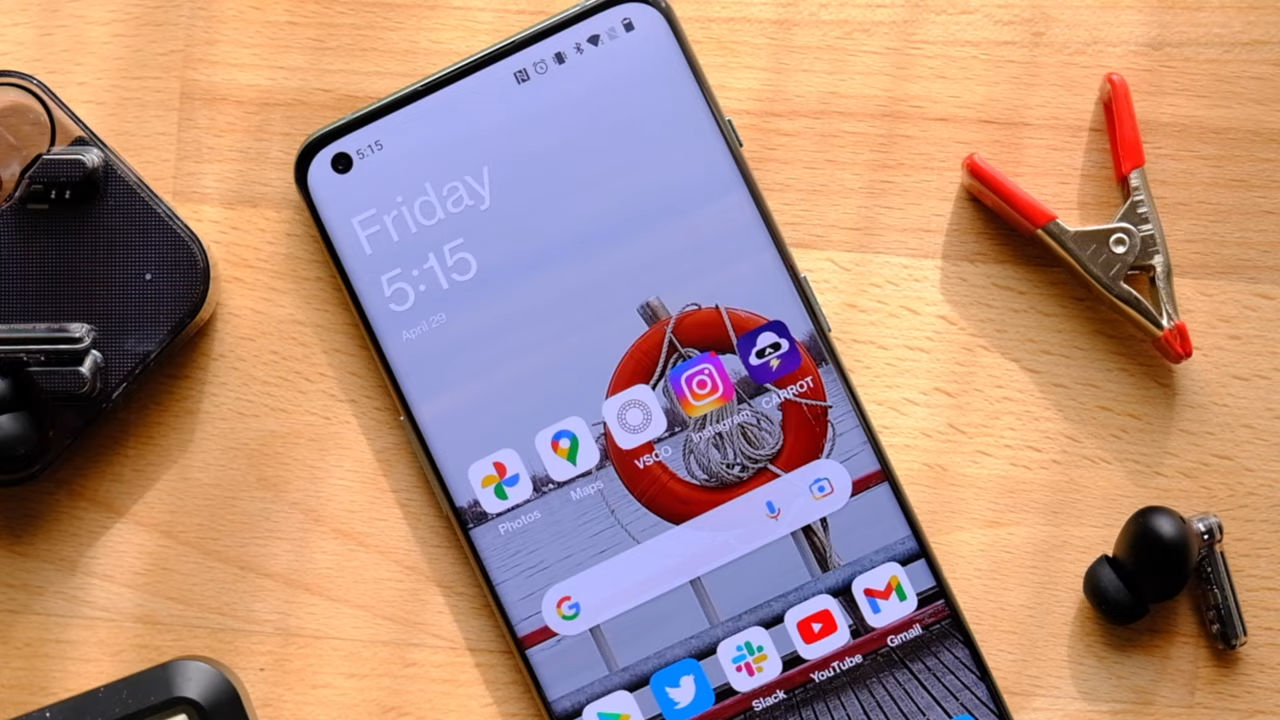 5:15
Friday
5:15
April 29
Photos
Maps
VSCO
Instagram
CARROT
Slack
YouTube
Gmail